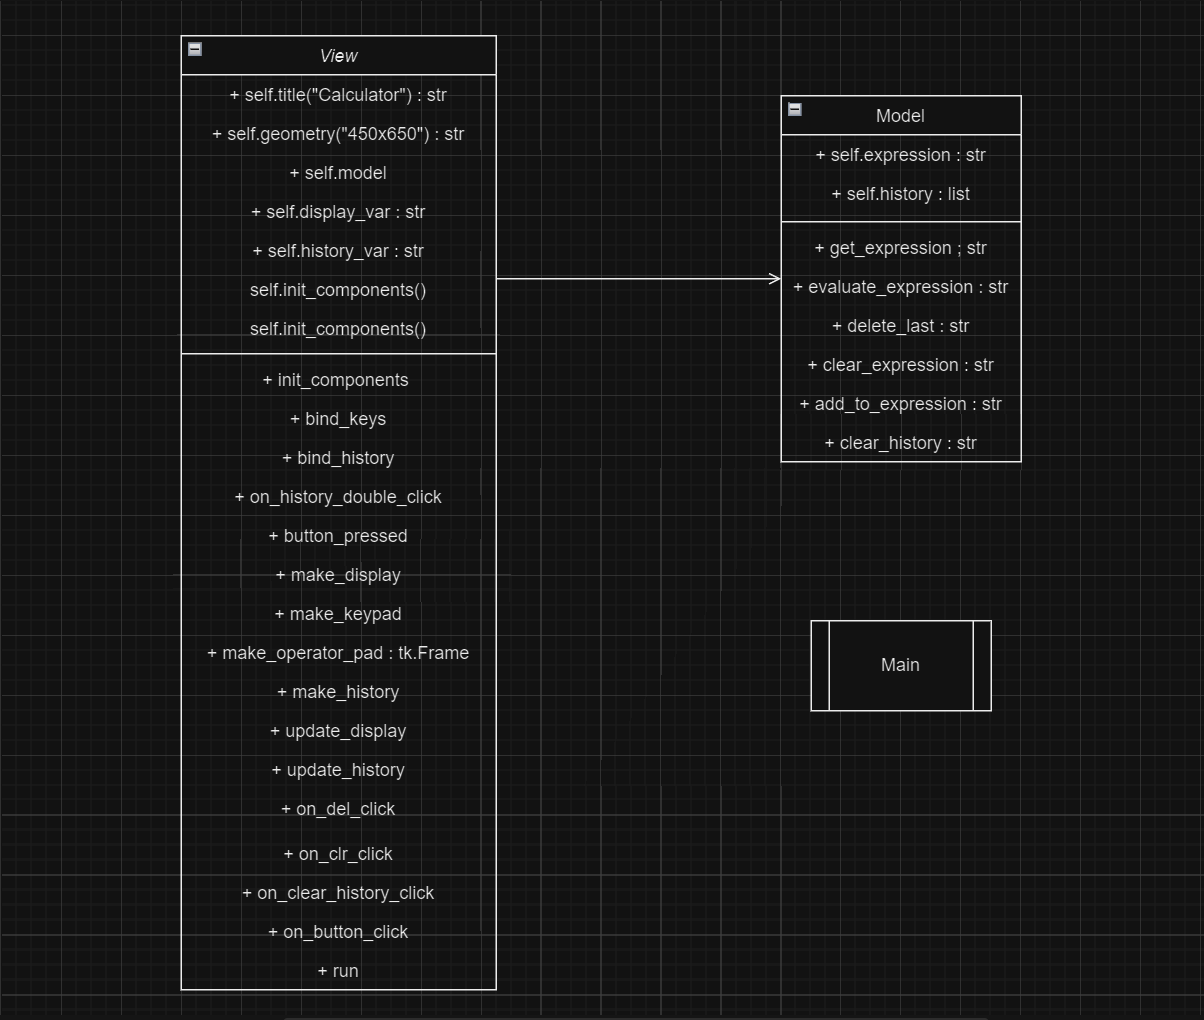 View
+ self.title("Calculator") : str
+ self.geometry("450x650") : str
+ self.model
+ self.display_var : str
+ self.history_var : str
self.init_components()
self.init_components()
+ init_components
+ bind_keys
+ bind_history
+ on_history_double_click
+ button_pressed
+ make_display
+ make_keypad
+ make_operator_pad : tk.Frame
+ make_history
+ update_display
+ update_history
+ on_del_click
+ on_clr_click
+ on_clear_history_click
+ on_button_click
+ run
Model
+ self.expression : str
+ self.history : list
+ get_expression ; str
+ evaluate_expression : str
+ delete_last : str
+ clear_expression : str
+ add_to_expression : str
+ clear_history : str
Main